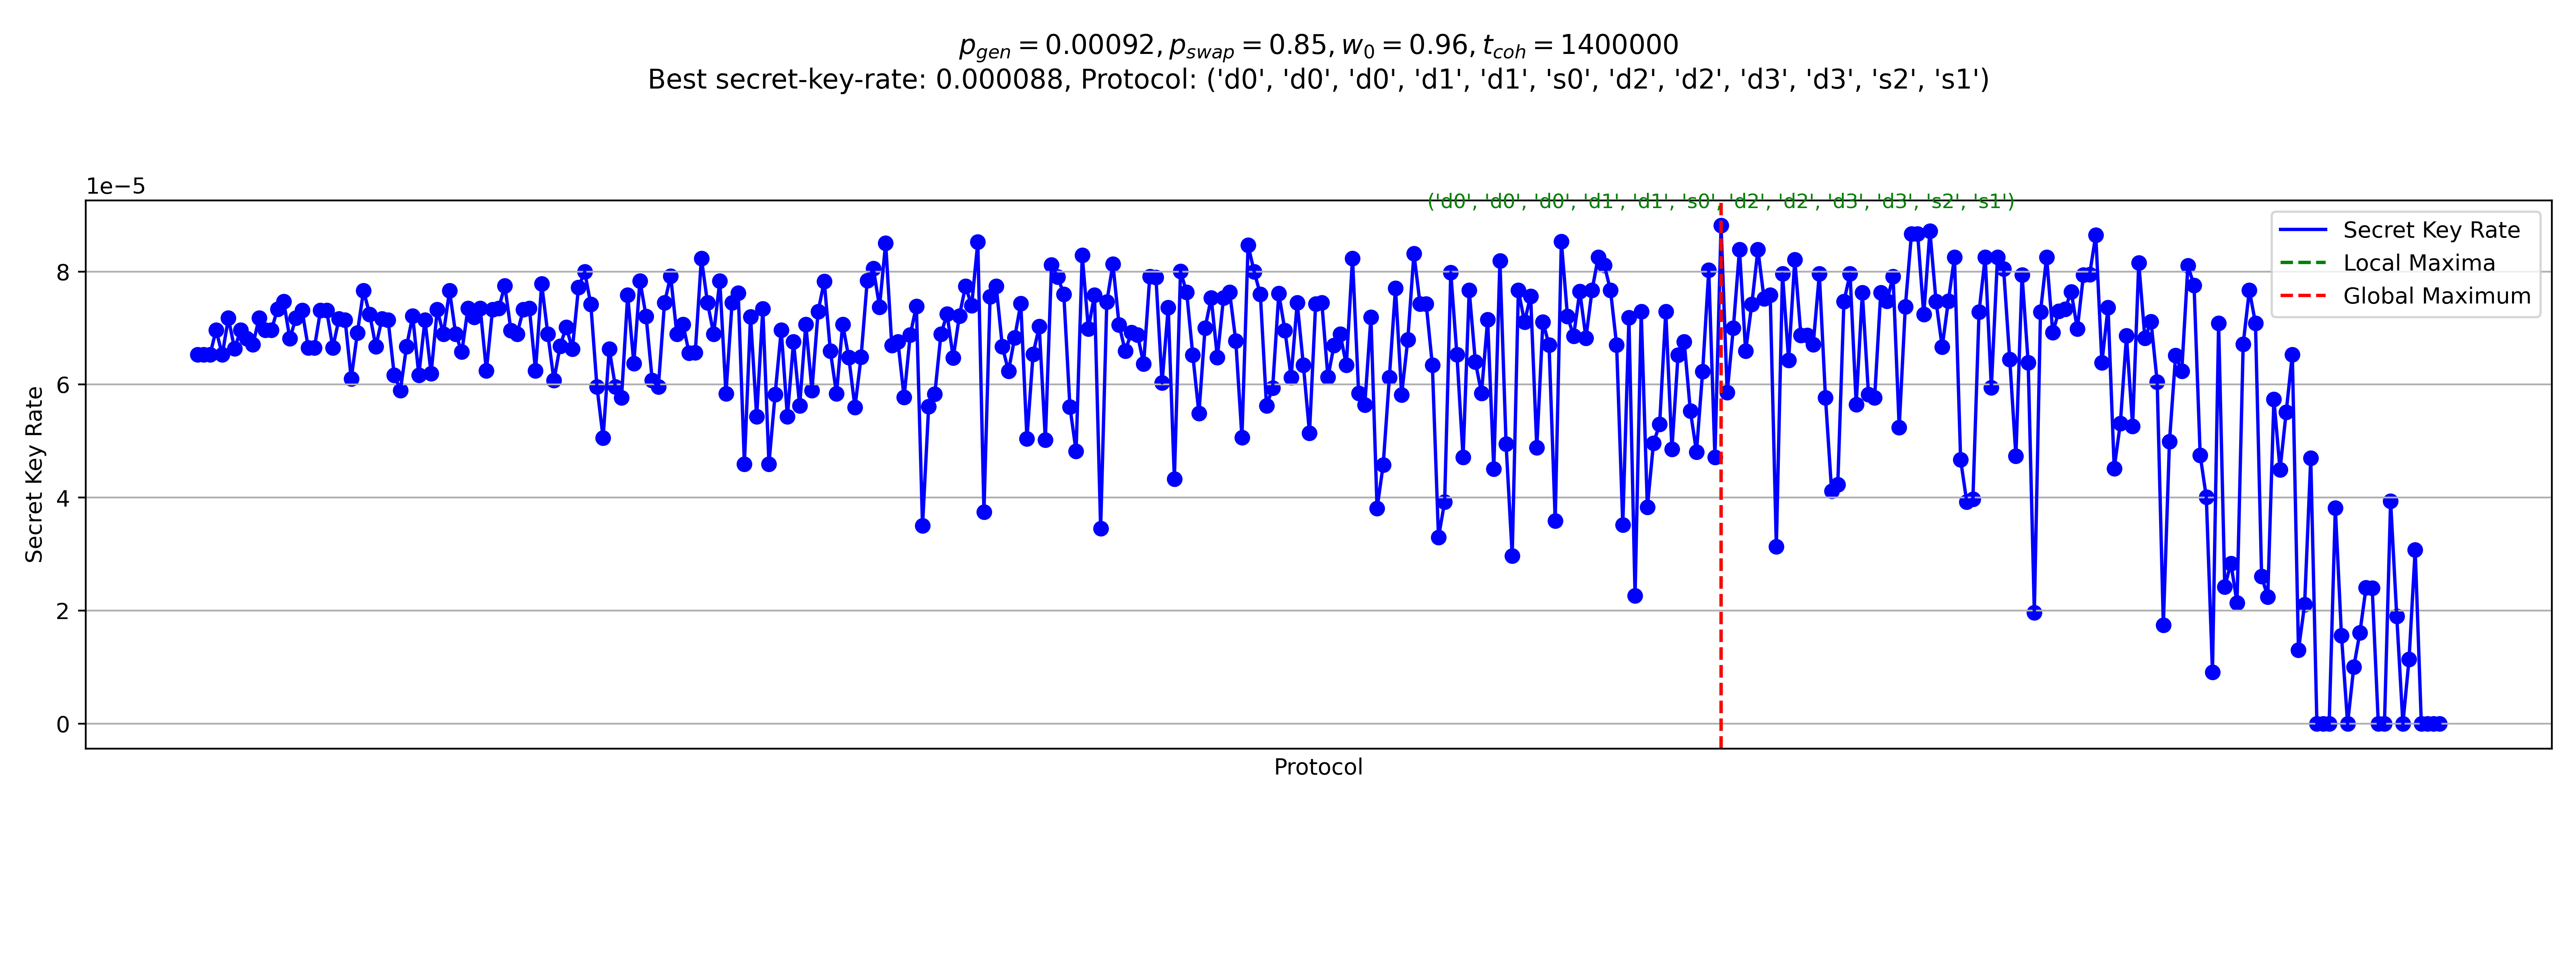 p_gen = 0.00092, p_swap = 0.85, w_0 = 0.96, t_coh = 1400000
Best secret-key-rate: 0.000088, Protocol: ('d0', 'd0', 'd0', 'd1', 'd1', 's0', 'd2', 'd2', 'd3', 'd3', 's2', 's1')
1e−5
('d0', 'd0', 'd0', 'd1', 'd1', 's0', 'd2', 'd2', 'd3', 'd3', 's2', 's1')
Secret Key Rate
Local Maxima
Global Maximum
8
6
4
2
0
Secret Key Rate
Protocol